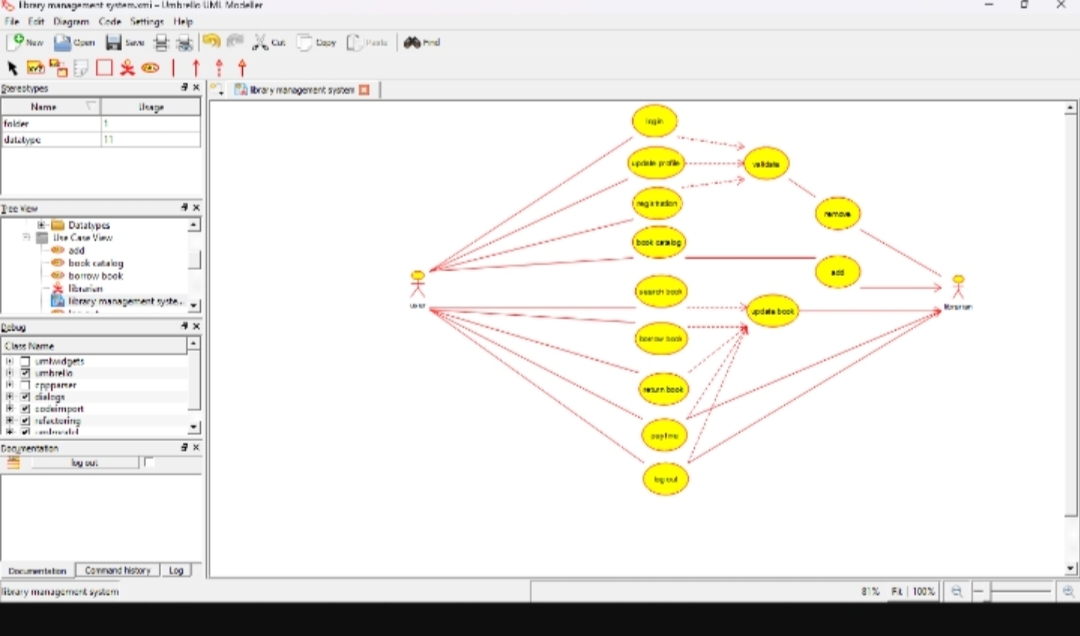 library management system.xmi – Umbrello UML Modeller
File Edit Diagram Code Settings Help
New Open Save Cut Copy Paste Find
Stereotypes
Name Usage
folder 1
datatype 11
Tree View
Datatypes
Use Case View
add
book catalog
borrow book
librarian
library management syste...
Debug
Class Name
umlwidgets
umbrello
cppparser
dialogs
codeimport
refactoring
Documentation
log out
Documentation Command history Log
library management system
library management system
login
update profile
validate
registration
remove
book catalog
add
search book
user
update book
librarian
borrow book
return book
pay fine
log out
81% Fit 100%